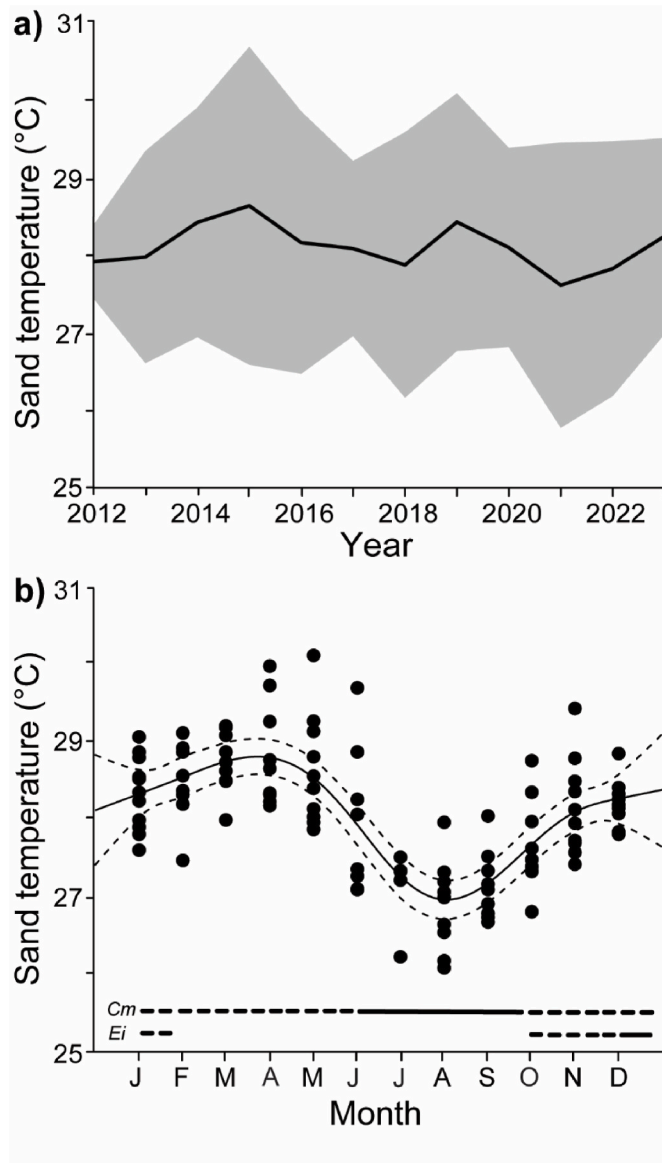 a)
31
29
27
25
Sand temperature (°C)
2012 2014 2016 2018 2020 2022
Year
b)
31
29
27
25
Sand temperature (°C)
Cm
Ei
J F M A M J J A S O N D
Month